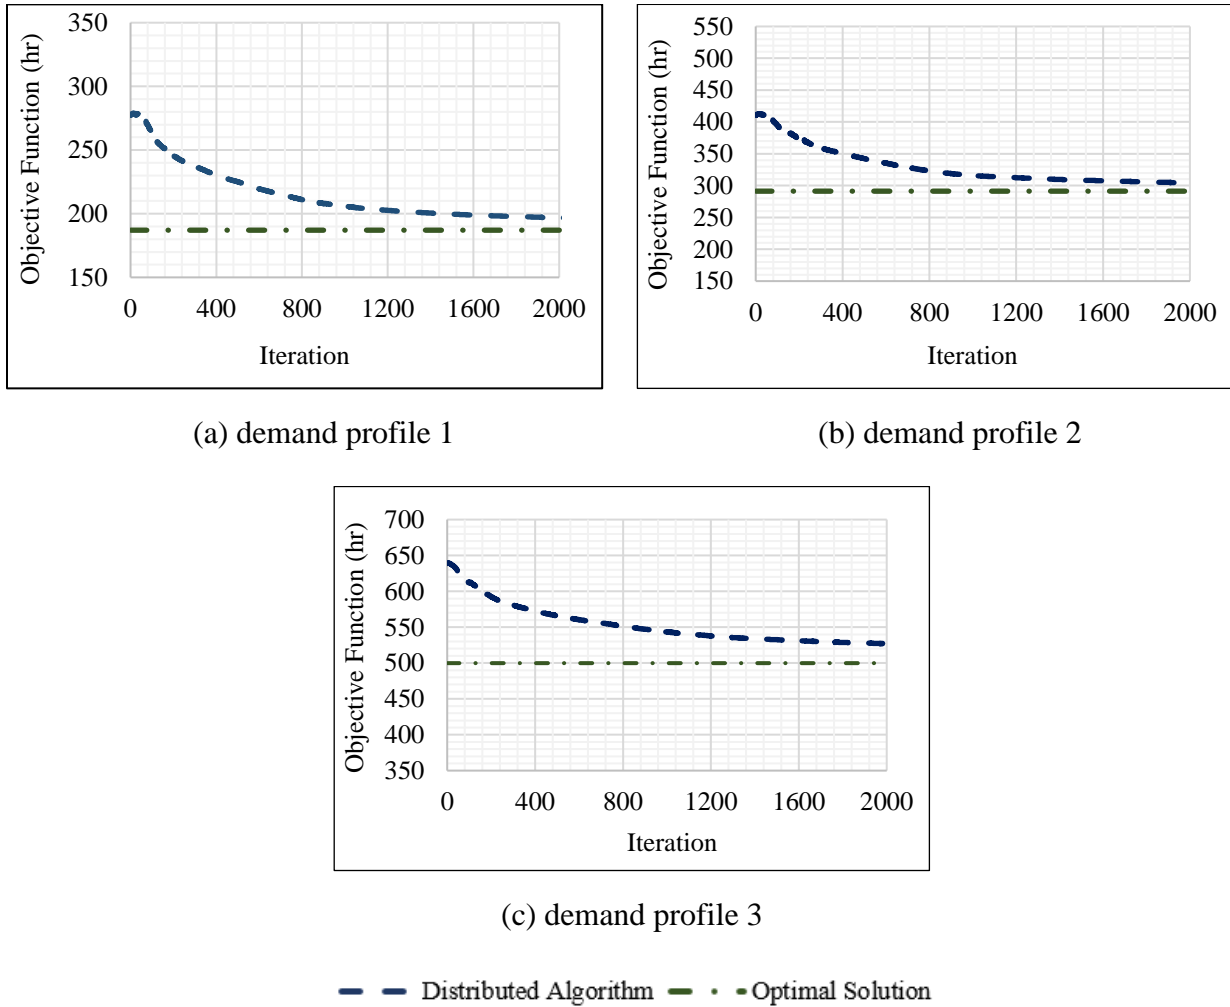 Objective Function (hr)
350
300
250
200
150
0 400 800 1200 1600 2000
Iteration
(a) demand profile 1
Objective Function (hr)
550
500
450
400
350
300
250
200
150
0 400 800 1200 1600 2000
Iteration
(b) demand profile 2
Objective Function (hr)
700
650
600
550
500
450
400
350
0 400 800 1200 1600 2000
Iteration
(c) demand profile 3
Distributed Algorithm Optimal Solution